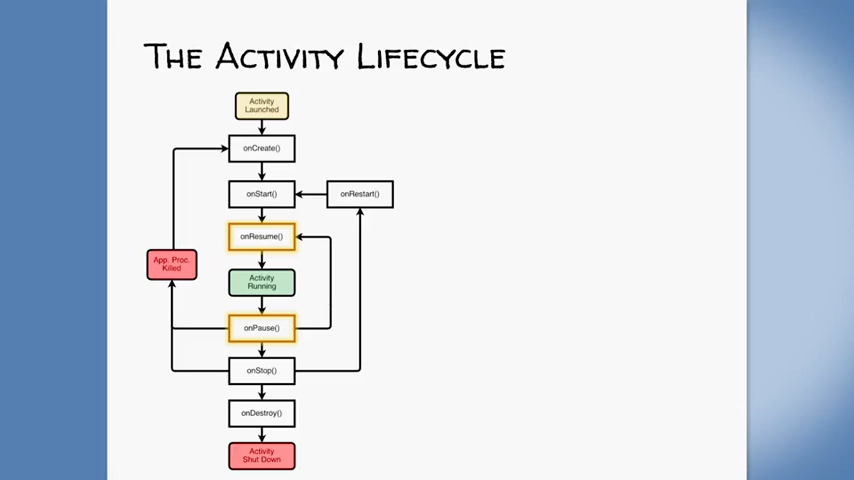 The Activity Lifecycle
Activity
Launched
onCreate()
onStart()
onRestart()
onResume()
App. Proc.
Killed
Activity
Running
onPause()
onStop()
onDestroy()
Activity
Shut Down